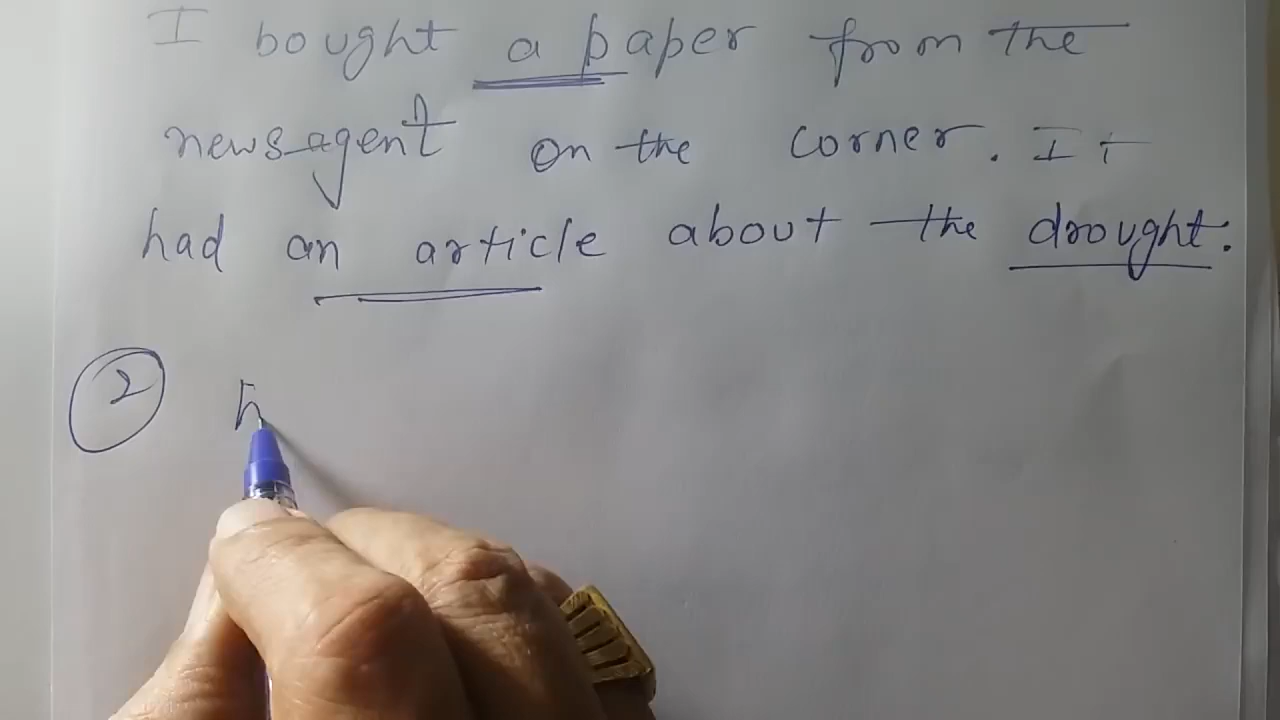 I bought a paper from the
newsagent on the corner. It
had an article about the drought.
2